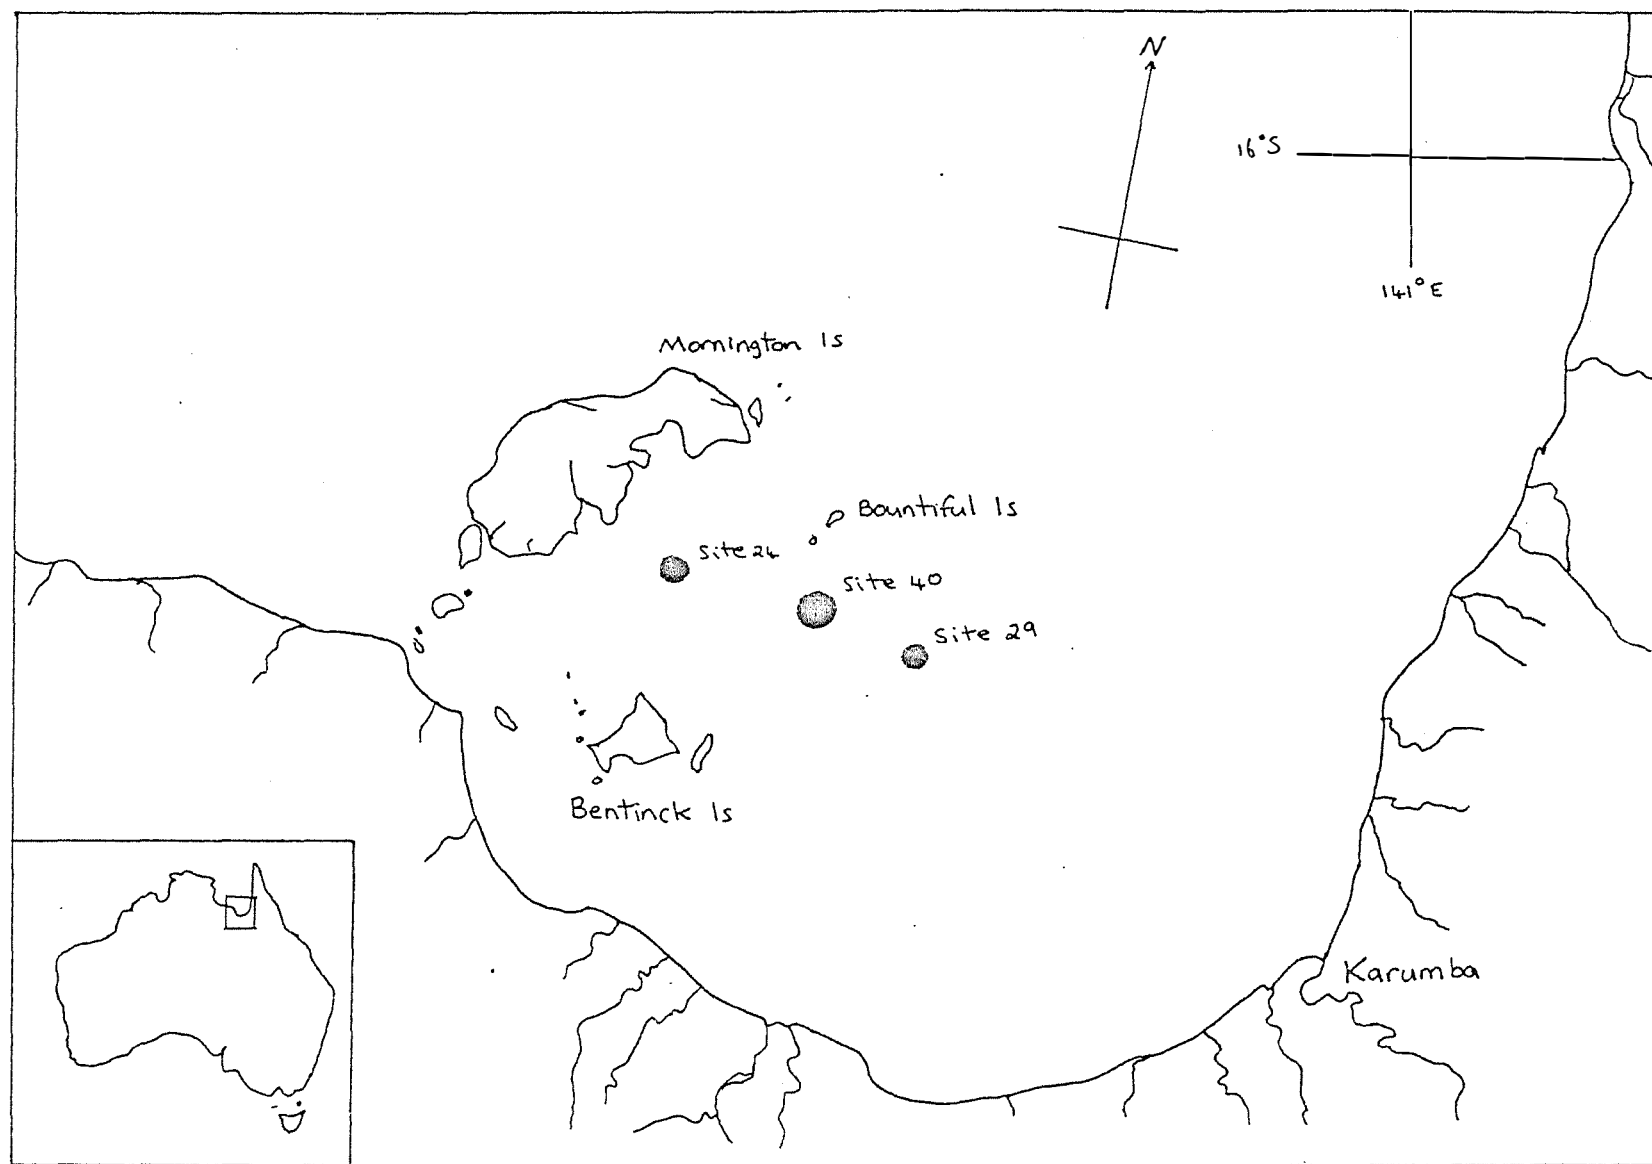 N
16°S
141°E
Mornington Is
Bountiful Is
Site 24
Site 40
Site 29
Bentinck Is
Karumba